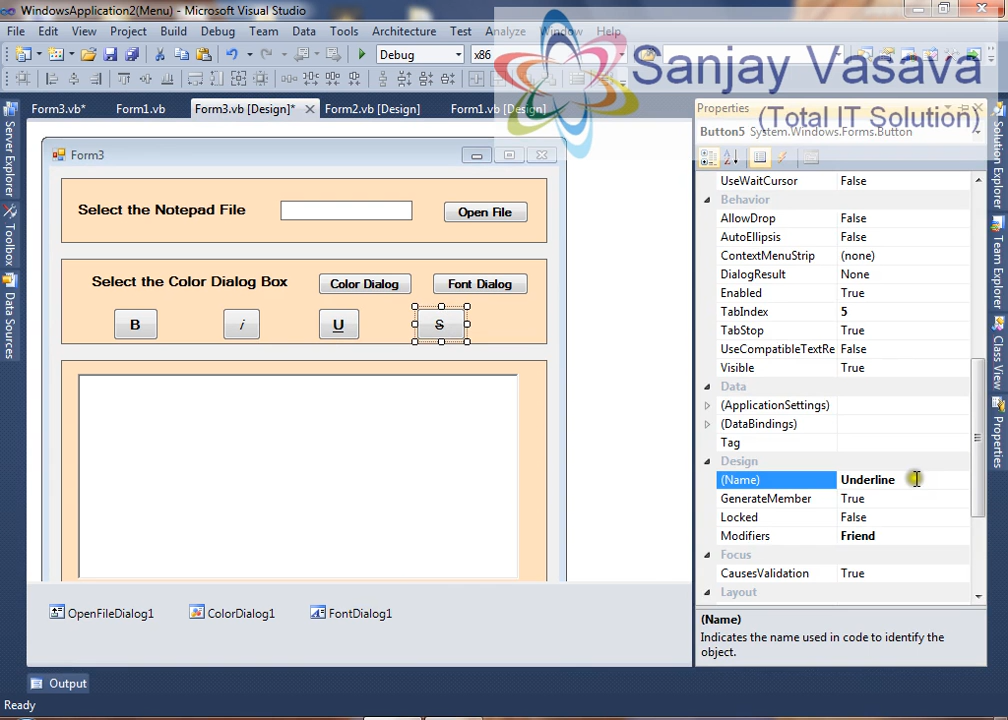 WindowsApplication2(Menu) - Microsoft Visual Studio
File Edit View Project Build Debug Team Data Tools Architecture Test Analyze Window Help
Debug x86
Sanjay Vasava
(Total IT Solution)
Form3.vb* Form1.vb Form3.vb [Design]* Form2.vb [Design] Form1.vb [Design]
Server Explorer
Toolbox
Data Sources
Form3
Select the Notepad File Open File
Select the Color Dialog Box Color Dialog Font Dialog
B i U S
OpenFileDialog1 ColorDialog1 FontDialog1
Properties
Button5 System.Windows.Forms.Button
UseWaitCursor False
Behavior
AllowDrop False
AutoEllipsis False
ContextMenuStrip (none)
DialogResult None
Enabled True
TabIndex 5
TabStop True
UseCompatibleTextRe False
Visible True
Data
(ApplicationSettings)
(DataBindings)
Tag
Design
(Name) Underline
GenerateMember True
Locked False
Modifiers Friend
Focus
CausesValidation True
Layout
(Name)
Indicates the name used in code to identify the
object.
Solution Explorer
Team Explorer
Class View
Properties
Output
Ready